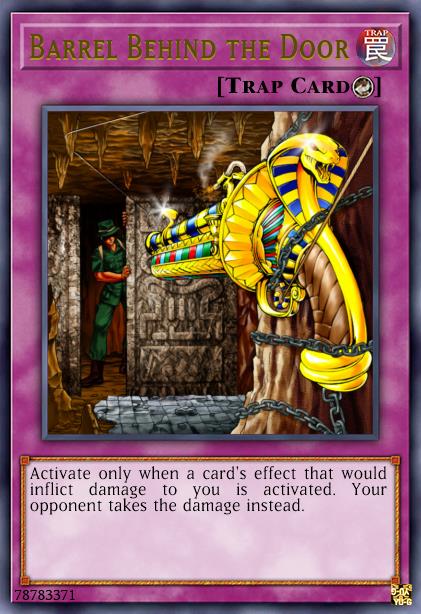 BARREL BEHIND THE DOOR
TRAP
罠
[TRAP CARD]
Activate only when a card's effect that would
inflict damage to you is activated. Your
opponent takes the damage instead.
78783371